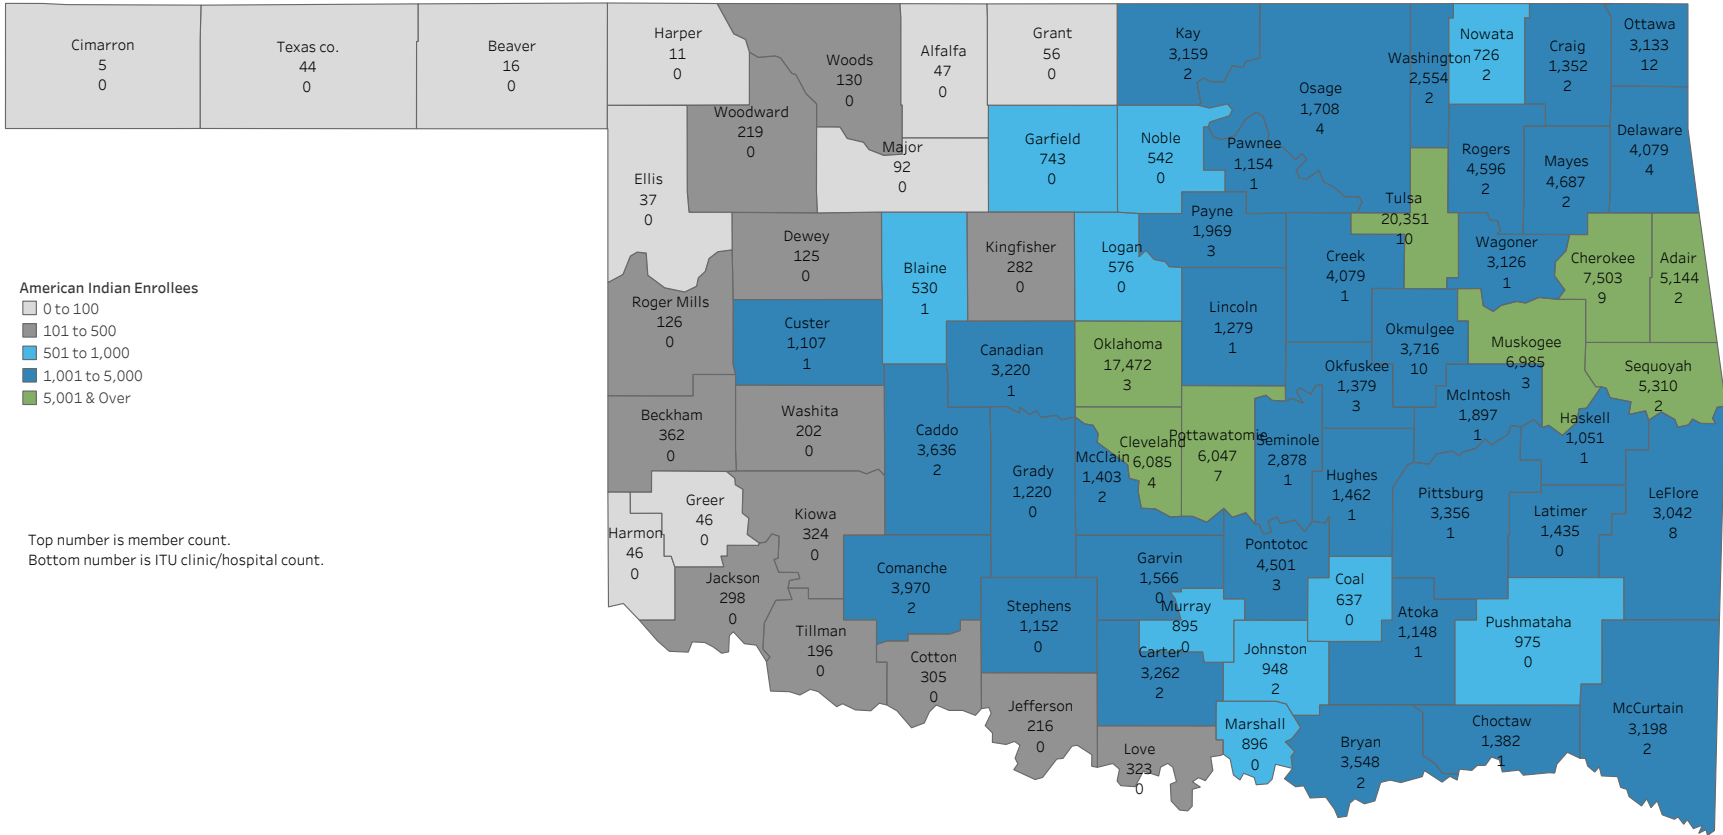 Cimarron
5
0
Texas co.
44
0
Beaver
16
0
Harper
11
0
Woods
130
0
Alfalfa
47
0
Grant
56
0
Kay
3,159
2
Osage
1,708
4
Washington
2,554
2
Nowata
726
2
Craig
1,352
2
Ottawa
3,133
12
Woodward
219
0
Ellis
37
0
Major
92
0
Garfield
743
0
Noble
542
0
Pawnee
1,154
1
Rogers
4,596
2
Mayes
4,687
2
Delaware
4,079
4
Tulsa
20,351
10
Payne
1,969
3
Dewey
125
0
Blaine
530
1
Kingfisher
282
0
Logan
576
0
Creek
4,079
1
Wagoner
3,126
1
Cherokee
7,503
9
Adair
5,144
2
American Indian Enrollees
0 to 100
101 to 500
501 to 1,000
1,001 to 5,000
5,001 & Over
Roger Mills
126
0
Custer
1,107
1
Canadian
3,220
1
Oklahoma
17,472
3
Lincoln
1,279
1
Okfuskee
1,379
3
Okmulgee
3,716
10
Muskogee
6,985
3
Sequoyah
5,310
2
McIntosh
1,897
1
Haskell
1,051
1
Beckham
362
0
Washita
202
0
Caddo
3,636
2
Grady
1,220
0
McClain
1,403
2
Cleveland
6,085
4
Pottawatomie
6,047
7
Seminole
2,878
1
Hughes
1,462
1
Pittsburg
3,356
1
Latimer
1,435
0
LeFlore
3,042
8
Top number is member count.
Bottom number is ITU clinic/hospital count.
Harmon
46
0
Greer
46
0
Kiowa
324
0
Jackson
298
0
Tillman
196
0
Comanche
3,970
2
Cotton
305
0
Stephens
1,152
0
Jefferson
216
0
Garvin
1,566
0
Murray
895
0
Carter
3,262
2
Love
323
0
Pontotoc
4,501
3
Johnston
948
2
Marshall
896
0
Coal
637
0
Atoka
1,148
1
Bryan
3,548
2
Pushmataha
975
0
Choctaw
1,382
1
McCurtain
3,198
2